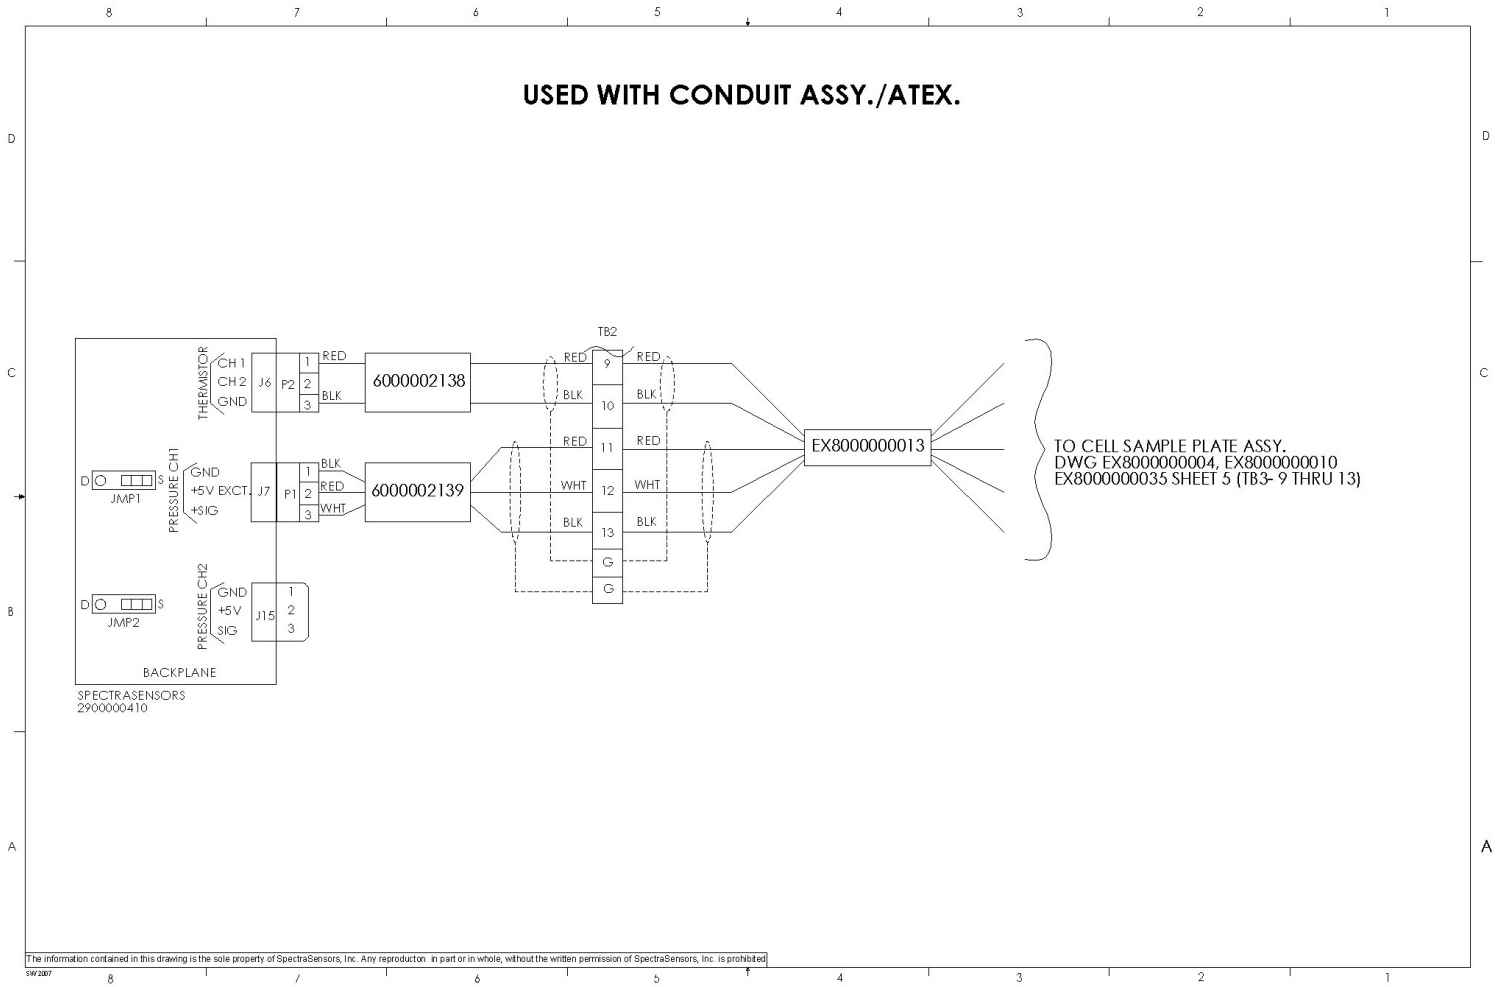 8 7 6 5 4 3 2 1
USED WITH CONDUIT ASSY./ATEX.
D D
C C
B
A A
TB2
THERMISTOR
CH 1
CH 2
GND
J6
P2
1
2
3
RED
BLK
6000002138
RED
BLK
9
10
RED
BLK
PRESSURE CH1
GND
+5V EXCT.
+SIG
J7
P1
1
2
3
BLK
RED
WHT
6000002139
RED
WHT
BLK
11
12
13
G
G
RED
WHT
BLK
EX8000000013
TO CELL SAMPLE PLATE ASSY.
DWG EX8000000004, EX8000000010
EX8000000035 SHEET 5 (TB3- 9 THRU 13)
D S
JMP1
D S
JMP2
PRESSURE CH2
GND
+5V
SIG
J15
1
2
3
BACKPLANE
SPECTRASENSORS
2900000410
The information contained in this drawing is the sole property of SpectraSensors, Inc. Any reproducton in part or in whole, without the written permission of SpectraSensors, Inc. is prohibited
SW2007
8 7 6 5 4 3 2 1